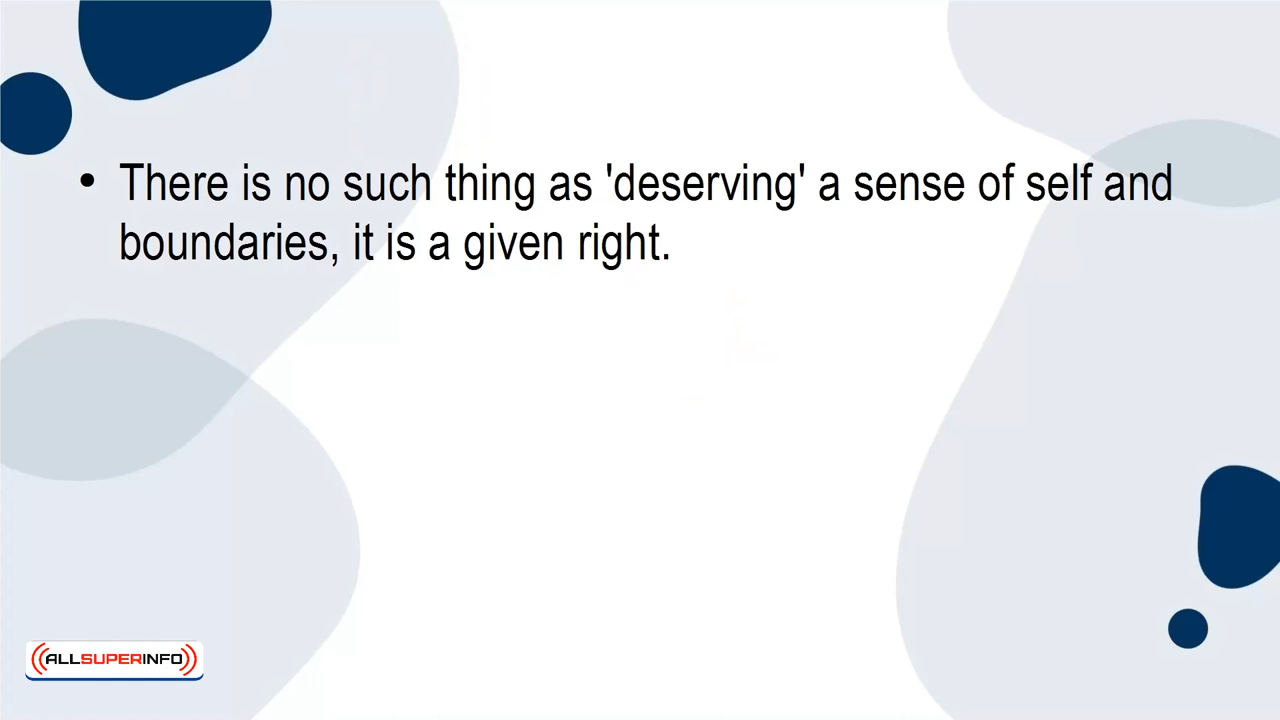 • There is no such thing as 'deserving' a sense of self and
boundaries, it is a given right.
ALLSUPERINFO